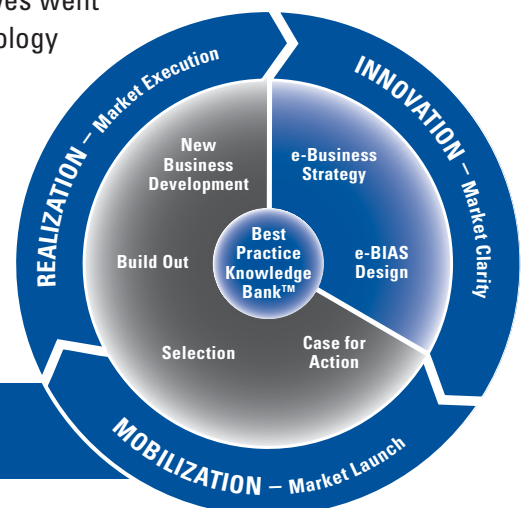 ves went
ology
REALIZATION – Market Execution
INNOVATION – Market Clarity
MOBILIZATION – Market Launch
New
Business
Development
e-Business
Strategy
Build Out
Best
Practice
Knowledge
Bank™
e-BIAS
Design
Selection
Case for
Action